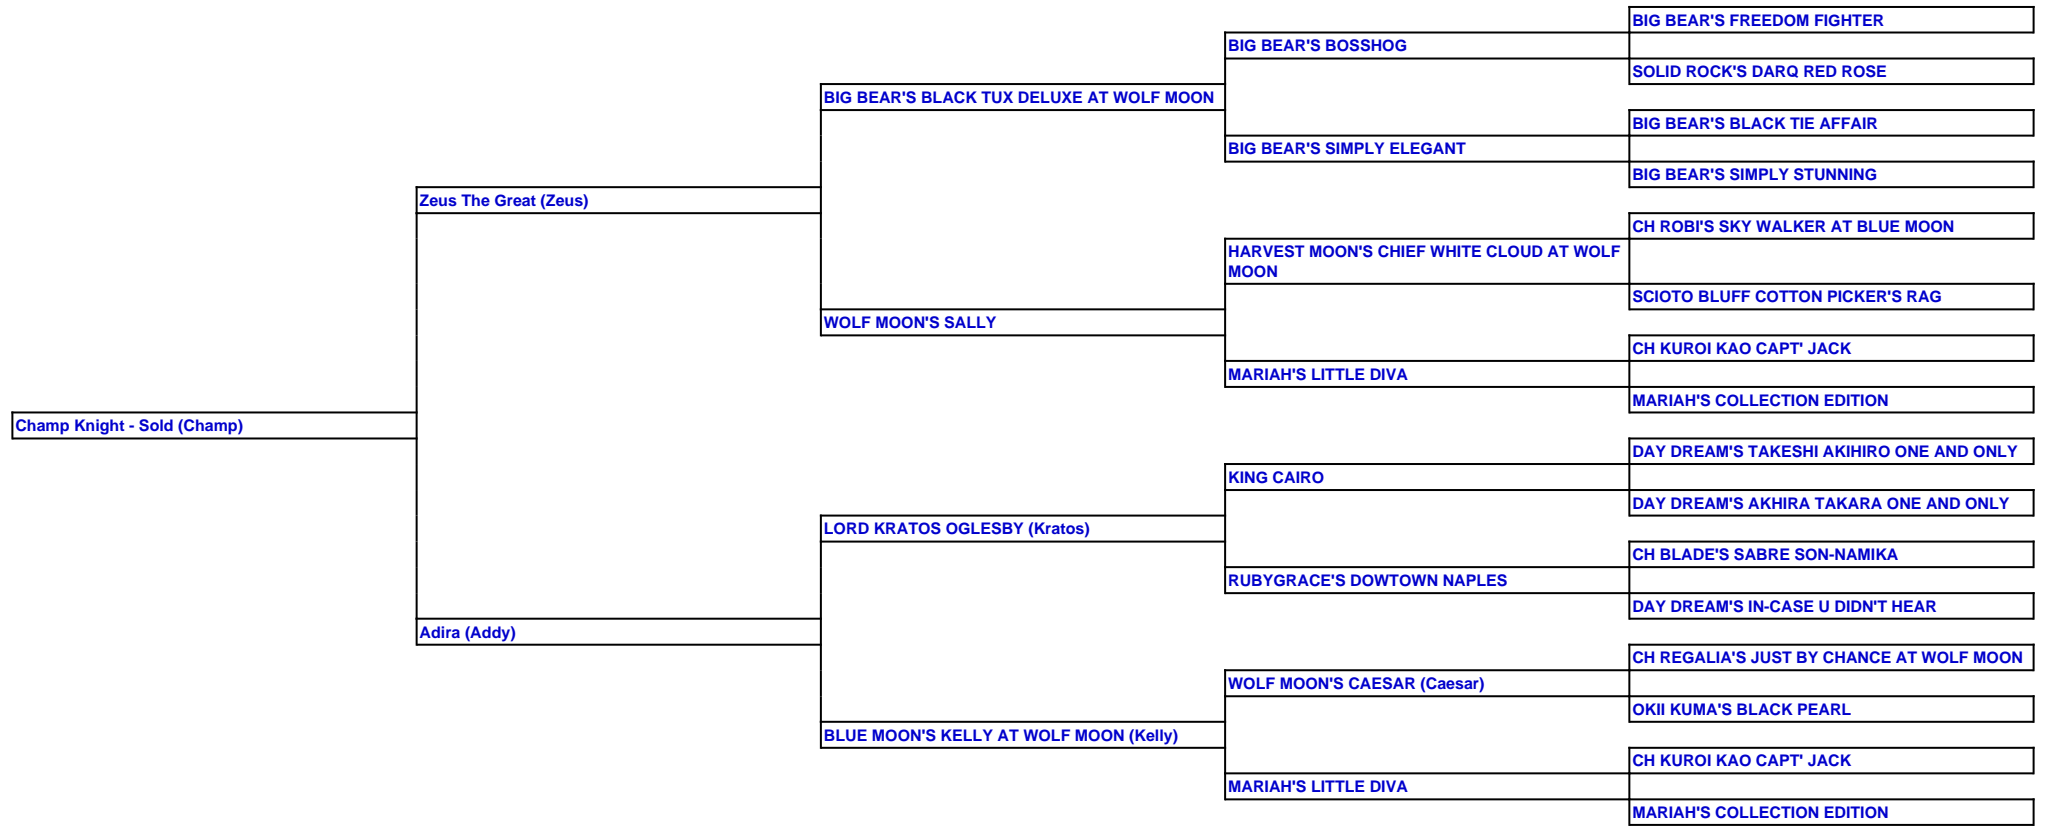 BIG BEAR'S FREEDOM FIGHTER
BIG BEAR'S BOSSHOG
SOLID ROCK'S DARQ RED ROSE
BIG BEAR'S BLACK TUX DELUXE AT WOLF MOON
BIG BEAR'S BLACK TIE AFFAIR
BIG BEAR'S SIMPLY ELEGANT
BIG BEAR'S SIMPLY STUNNING
Zeus The Great (Zeus)
CH ROBI'S SKY WALKER AT BLUE MOON
HARVEST MOON'S CHIEF WHITE CLOUD AT WOLF
MOON
SCIOTO BLUFF COTTON PICKER'S RAG
WOLF MOON'S SALLY
CH KUROI KAO CAPT' JACK
MARIAH'S LITTLE DIVA
MARIAH'S COLLECTION EDITION
Champ Knight - Sold (Champ)
DAY DREAM'S TAKESHI AKIHIRO ONE AND ONLY
KING CAIRO
DAY DREAM'S AKHIRA TAKARA ONE AND ONLY
LORD KRATOS OGLESBY (Kratos)
CH BLADE'S SABRE SON-NAMIKA
RUBYGRACE'S DOWTOWN NAPLES
DAY DREAM'S IN-CASE U DIDN'T HEAR
Adira (Addy)
CH REGALIA'S JUST BY CHANCE AT WOLF MOON
WOLF MOON'S CAESAR (Caesar)
OKII KUMA'S BLACK PEARL
BLUE MOON'S KELLY AT WOLF MOON (Kelly)
CH KUROI KAO CAPT' JACK
MARIAH'S LITTLE DIVA
MARIAH'S COLLECTION EDITION